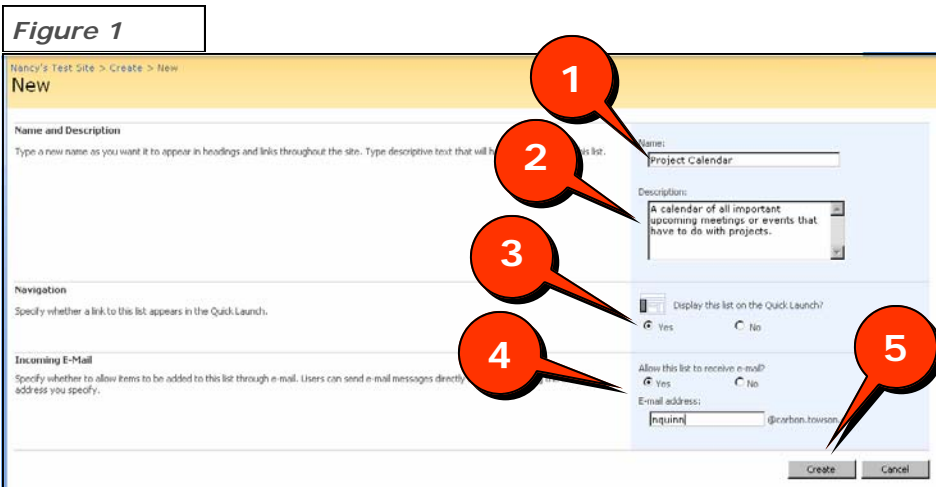 Figure 1
Nancy's Test Site > Create > New
New
1
Name and Description
Type a new name as you want it to appear in headings and links throughout the site. Type descriptive text that will his list.
2
Name:
Project Calendar
Description:
A calendar of all important
upcoming meetings or events that
have to do with projects.
3
Navigation
Specify whether a link to this list appears in the Quick Launch.
Display this list on the Quick Launch?
Yes No
4
5
Incoming E-Mail
Specify whether to allow items to be added to this list through e-mail. Users can send e-mail messages directly
address you specify.
Allow this list to receive e-mail?
Yes No
E-mail address:
nquinn @carbon.towson.
Create Cancel